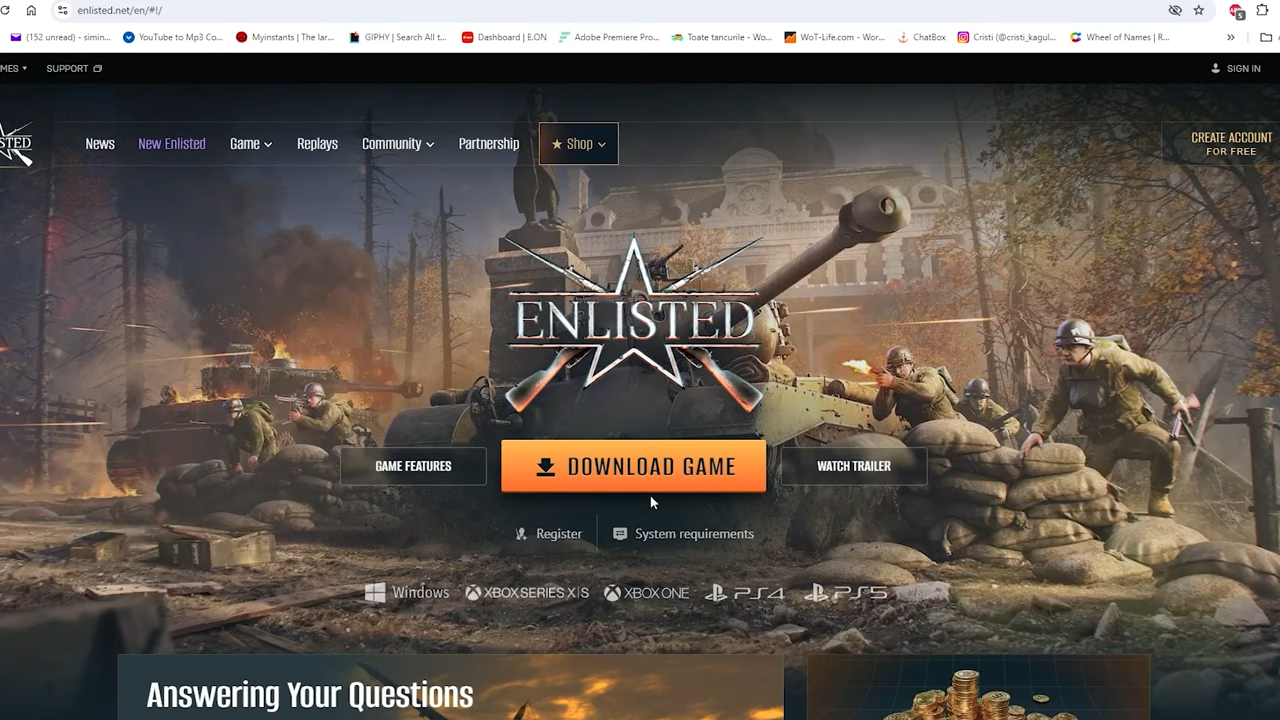 enlisted.net/en/#!/
(152 unread) - simin...
YouTube to Mp3 Co...
Myinstants | The lar...
GIPHY | Search All t...
Dashboard | E.ON
Adobe Premiere Pro...
Toate tancurile - Wo...
WoT-Life.com - Wor...
ChatBox
Cristi (@cristi_kagul...
Wheel of Names | R...
MES
SUPPORT
SIGN IN
STED
News
New Enlisted
Game
Replays
Community
Partnership
Shop
CREATE ACCOUNT
FOR FREE
ENLISTED
GAME FEATURES
DOWNLOAD GAME
WATCH TRAILER
Register
System requirements
Windows
XBOX SERIES X|S
XBOX ONE
PS4
PS5
Answering Your Questions